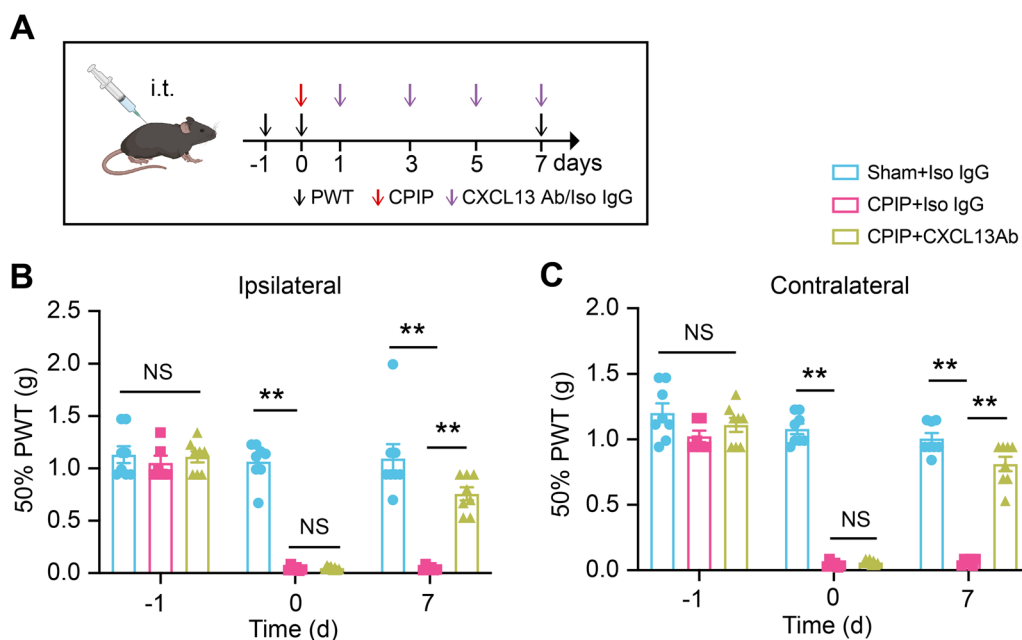 A
i.t.
-1 0 1 3 5 7 days
PWT CPIP CXCL13 Ab/Iso IgG
Sham+Iso IgG
CPIP+Iso IgG
CPIP+CXCL13Ab
B
Ipsilateral
50% PWT (g)
2.5
2.0
1.5
1.0
0.5
0.0
NS
**
NS
**
**
-1 0 7
Time (d)
C
Contralateral
50% PWT (g)
2.0
1.5
1.0
0.5
0.0
NS
**
NS
**
**
-1 0 7
Time (d)